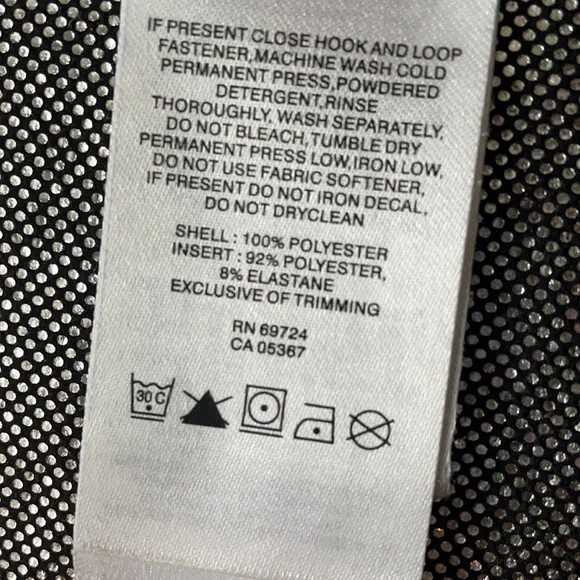 IF PRESENT CLOSE HOOK AND LOOP
FASTENER,MACHINE WASH COLD
PERMANENT PRESS,POWDERED
DETERGENT,RINSE
THOROUGHLY, WASH SEPARATELY,
DO NOT BLEACH,TUMBLE DRY
PERMANENT PRESS LOW,IRON LOW,
DO NOT USE FABRIC SOFTENER,
IF PRESENT DO NOT IRON DECAL,
DO NOT DRYCLEAN
SHELL : 100% POLYESTER
INSERT : 92% POLYESTER,
8% ELASTANE
EXCLUSIVE OF TRIMMING
RN 69724
CA 05367
30 C